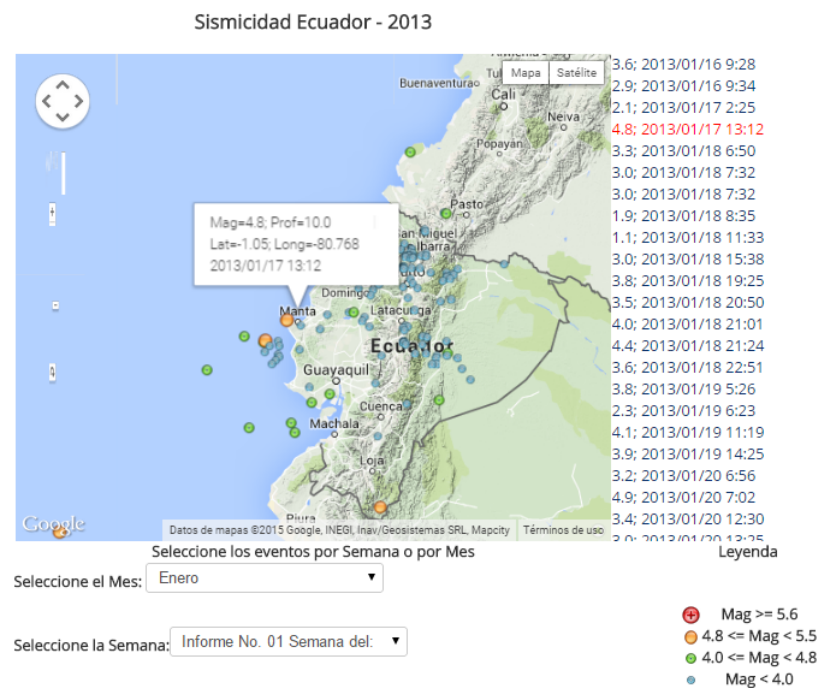 Sismicidad Ecuador - 2013
Mapa
Satélite
Buenaventura
Cali
Neiva
Popayan
Pasto
San Miguel
Ibarra
Mag=4.8; Prof=10.0
Lat=-1.05; Long=-80.768
2013/01/17 13:12
Domingo
Manta
Latacunga
Ecuador
Guayaquil
Cuenca
Machala
Loja
Piura
Google
Datos de mapas ©2015 Google, INEGI, Inav/Geosistemas SRL, Mapcity
Términos de uso
3.6; 2013/01/16 9:28
2.9; 2013/01/16 9:34
2.1; 2013/01/17 2:25
4.8; 2013/01/17 13:12
3.3; 2013/01/18 6:50
3.0; 2013/01/18 7:32
3.0; 2013/01/18 7:32
1.9; 2013/01/18 8:35
1.1; 2013/01/18 11:33
3.0; 2013/01/18 15:38
3.8; 2013/01/18 19:25
3.5; 2013/01/18 20:50
4.0; 2013/01/18 21:01
4.4; 2013/01/18 21:24
3.6; 2013/01/18 22:51
3.8; 2013/01/19 5:26
2.3; 2013/01/19 6:23
4.1; 2013/01/19 11:19
3.9; 2013/01/19 14:25
3.2; 2013/01/20 6:56
4.9; 2013/01/20 7:02
3.4; 2013/01/20 12:30
3.0; 2013/01/20 13:25
Seleccione los eventos por Semana o por Mes
Seleccione el Mes: Enero
Seleccione la Semana: Informe No. 01 Semana del:
Leyenda
Mag >= 5.6
4.8 <= Mag < 5.5
4.0 <= Mag < 4.8
Mag < 4.0